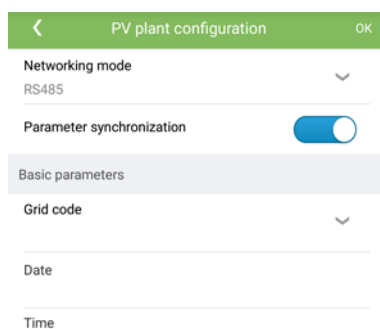 PV plant configuration OK
Networking mode
RS485
Parameter synchronization
Basic parameters
Grid code
Date
Time